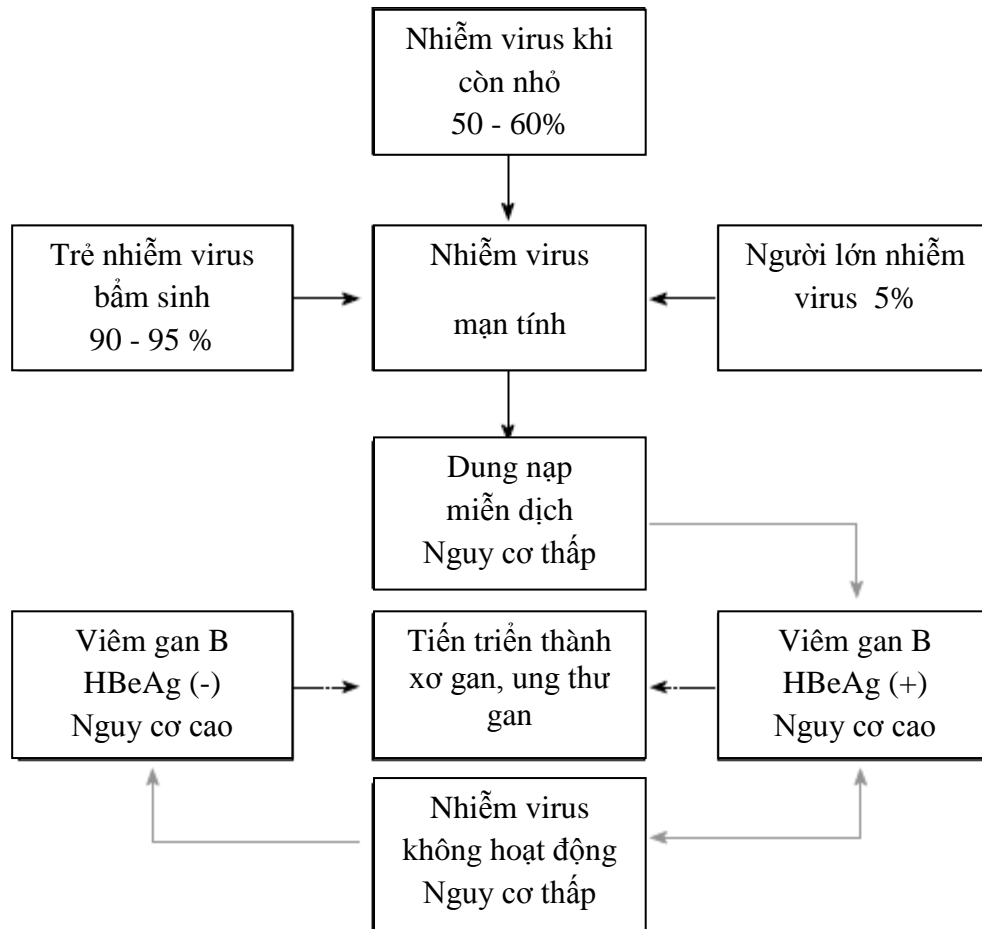 Nhiễm virus khi
còn nhỏ
50 - 60%
Trẻ nhiễm virus
bẩm sinh
90 - 95 %
Nhiễm virus
mạn tính
Người lớn nhiễm
virus 5%
Dung nạp
miễn dịch
Nguy cơ thấp
Viêm gan B
HBeAg (-)
Nguy cơ cao
Tiến triển thành
xơ gan, ung thư
gan
Viêm gan B
HBeAg (+)
Nguy cơ cao
Nhiễm virus
không hoạt động
Nguy cơ thấp